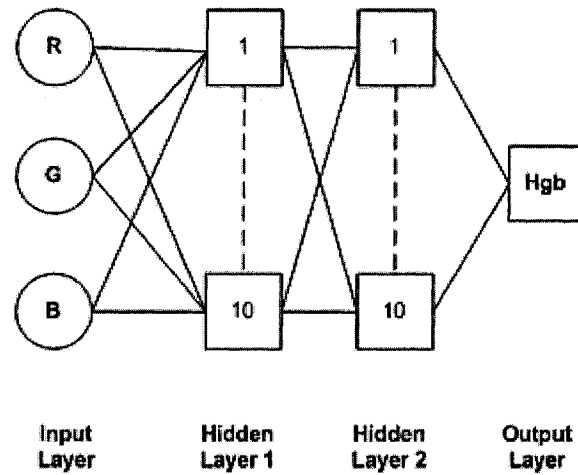 R
1
1
G
Hgb
B
10
10
Input
Layer
Hidden
Layer 1
Hidden
Layer 2
Output
Layer